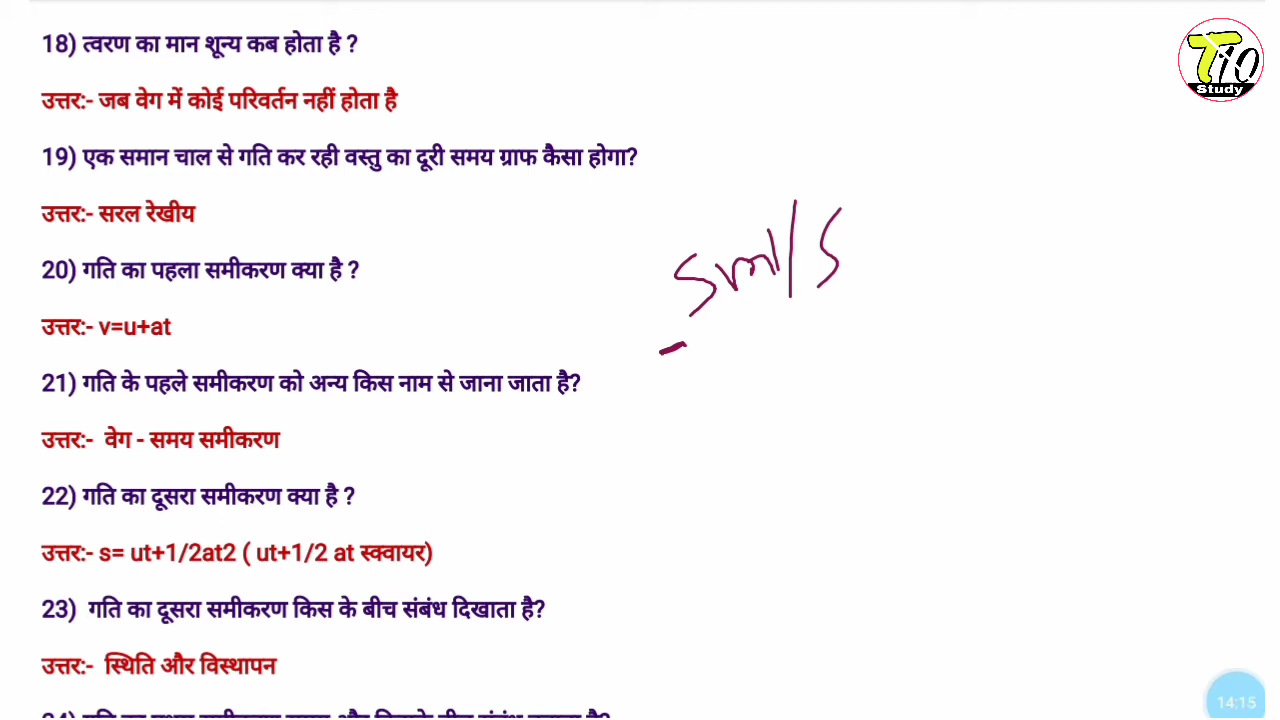 18) त्वरण का मान शून्य कब होता है ?
उत्तर:- जब वेग में कोई परिवर्तन नहीं होता है
19) एक समान चाल से गति कर रही वस्तु का दूरी समय ग्राफ कैसा होगा?
उत्तर:- सरल रेखीय
20) गति का पहला समीकरण क्या है ?
उत्तर:- v=u+at
21) गति के पहले समीकरण को अन्य किस नाम से जाना जाता है?
उत्तर:- वेग - समय समीकरण
22) गति का दूसरा समीकरण क्या है ?
उत्तर:- s= ut+1/2at2 ( ut+1/2 at स्क्वायर)
23) गति का दूसरा समीकरण किस के बीच संबंध दिखाता है?
उत्तर:- स्थिति और विस्थापन
5m/s
T10
Study
14:15